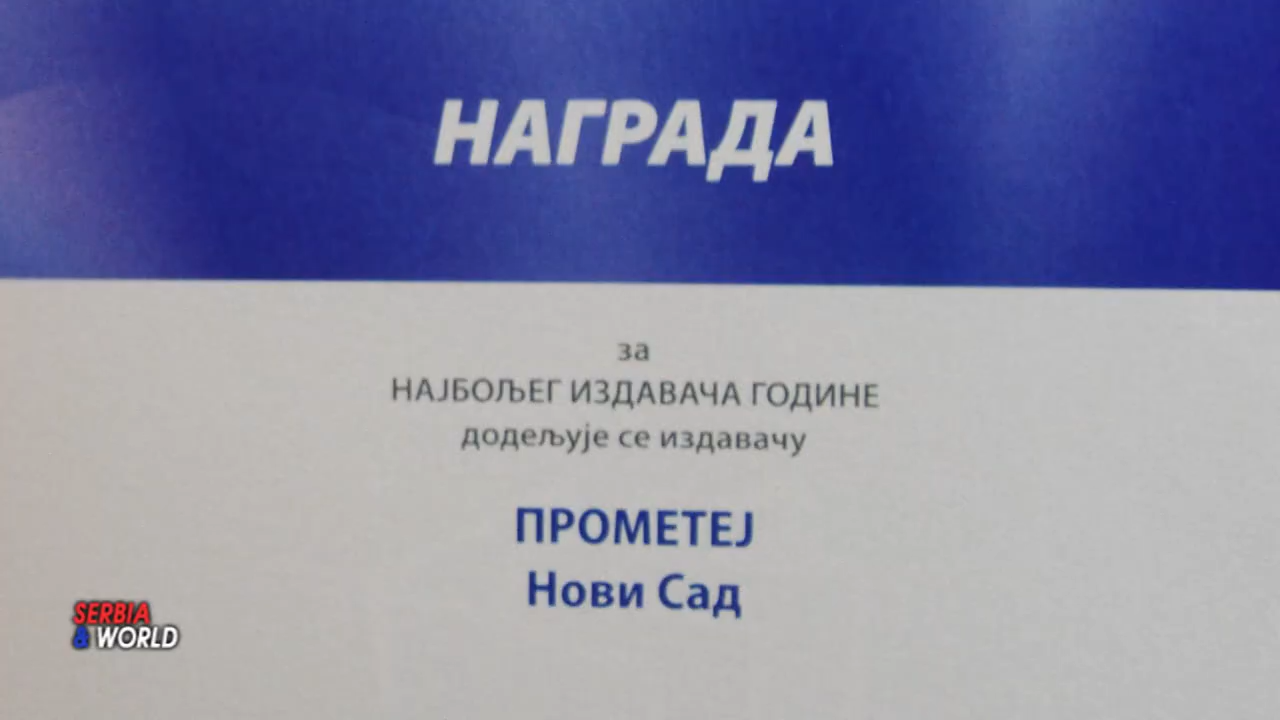 НАГРАДА
за
НАЈБОЉЕГ ИЗДАВАЧА ГОДИНЕ
додељује се издавачу
ПРОМЕТЕЈ
Нови Сад
SERBIA
& WORLD